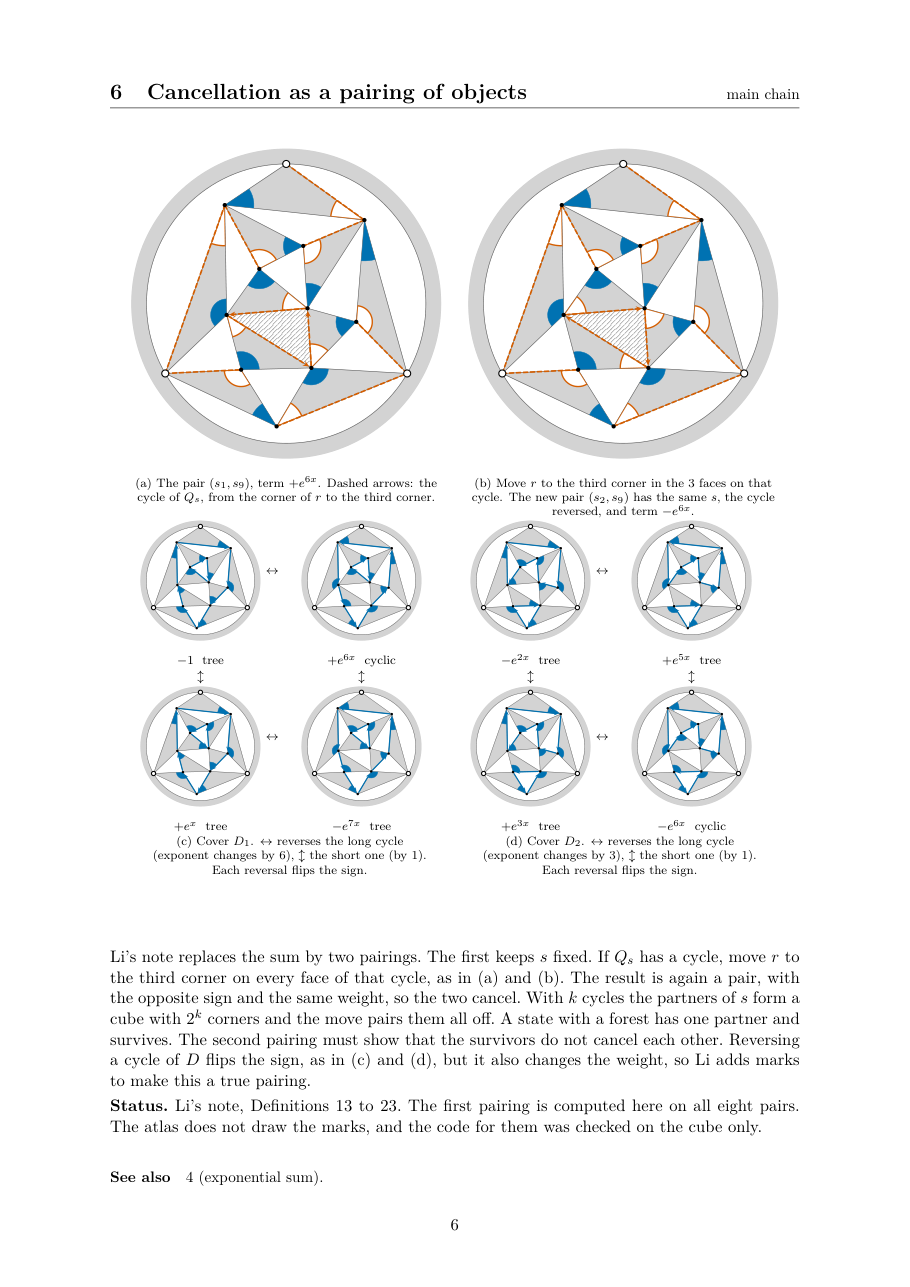 6 Cancellation as a pairing of objects main chain
(a) The pair (s₁, s₉), term +e⁶ˣ. Dashed arrows: the
cycle of Qₛ, from the corner of r to the third corner.
(b) Move r to the third corner in the 3 faces on that
cycle. The new pair (s₂, s₉) has the same s, the cycle
reversed, and term −e⁶ˣ.
↔ ↔
−1 tree +e⁶ˣ cyclic −e²ˣ tree +e⁵ˣ tree
↕ ↕ ↕ ↕
↔ ↔
+eˣ tree −e⁷ˣ tree +e³ˣ tree −e⁶ˣ cyclic
(c) Cover D₁. ↔ reverses the long cycle
(exponent changes by 6), ↕ the short one (by 1).
Each reversal flips the sign.
(d) Cover D₂. ↔ reverses the long cycle
(exponent changes by 3), ↕ the short one (by 1).
Each reversal flips the sign.
Li's note replaces the sum by two pairings. The first keeps s fixed. If Qₛ has a cycle, move r to
the third corner on every face of that cycle, as in (a) and (b). The result is again a pair, with
the opposite sign and the same weight, so the two cancel. With k cycles the partners of s form a
cube with 2ᵏ corners and the move pairs them all off. A state with a forest has one partner and
survives. The second pairing must show that the survivors do not cancel each other. Reversing
a cycle of D flips the sign, as in (c) and (d), but it also changes the weight, so Li adds marks
to make this a true pairing.
Status. Li's note, Definitions 13 to 23. The first pairing is computed here on all eight pairs.
The atlas does not draw the marks, and the code for them was checked on the cube only.
See also 4 (exponential sum).
6